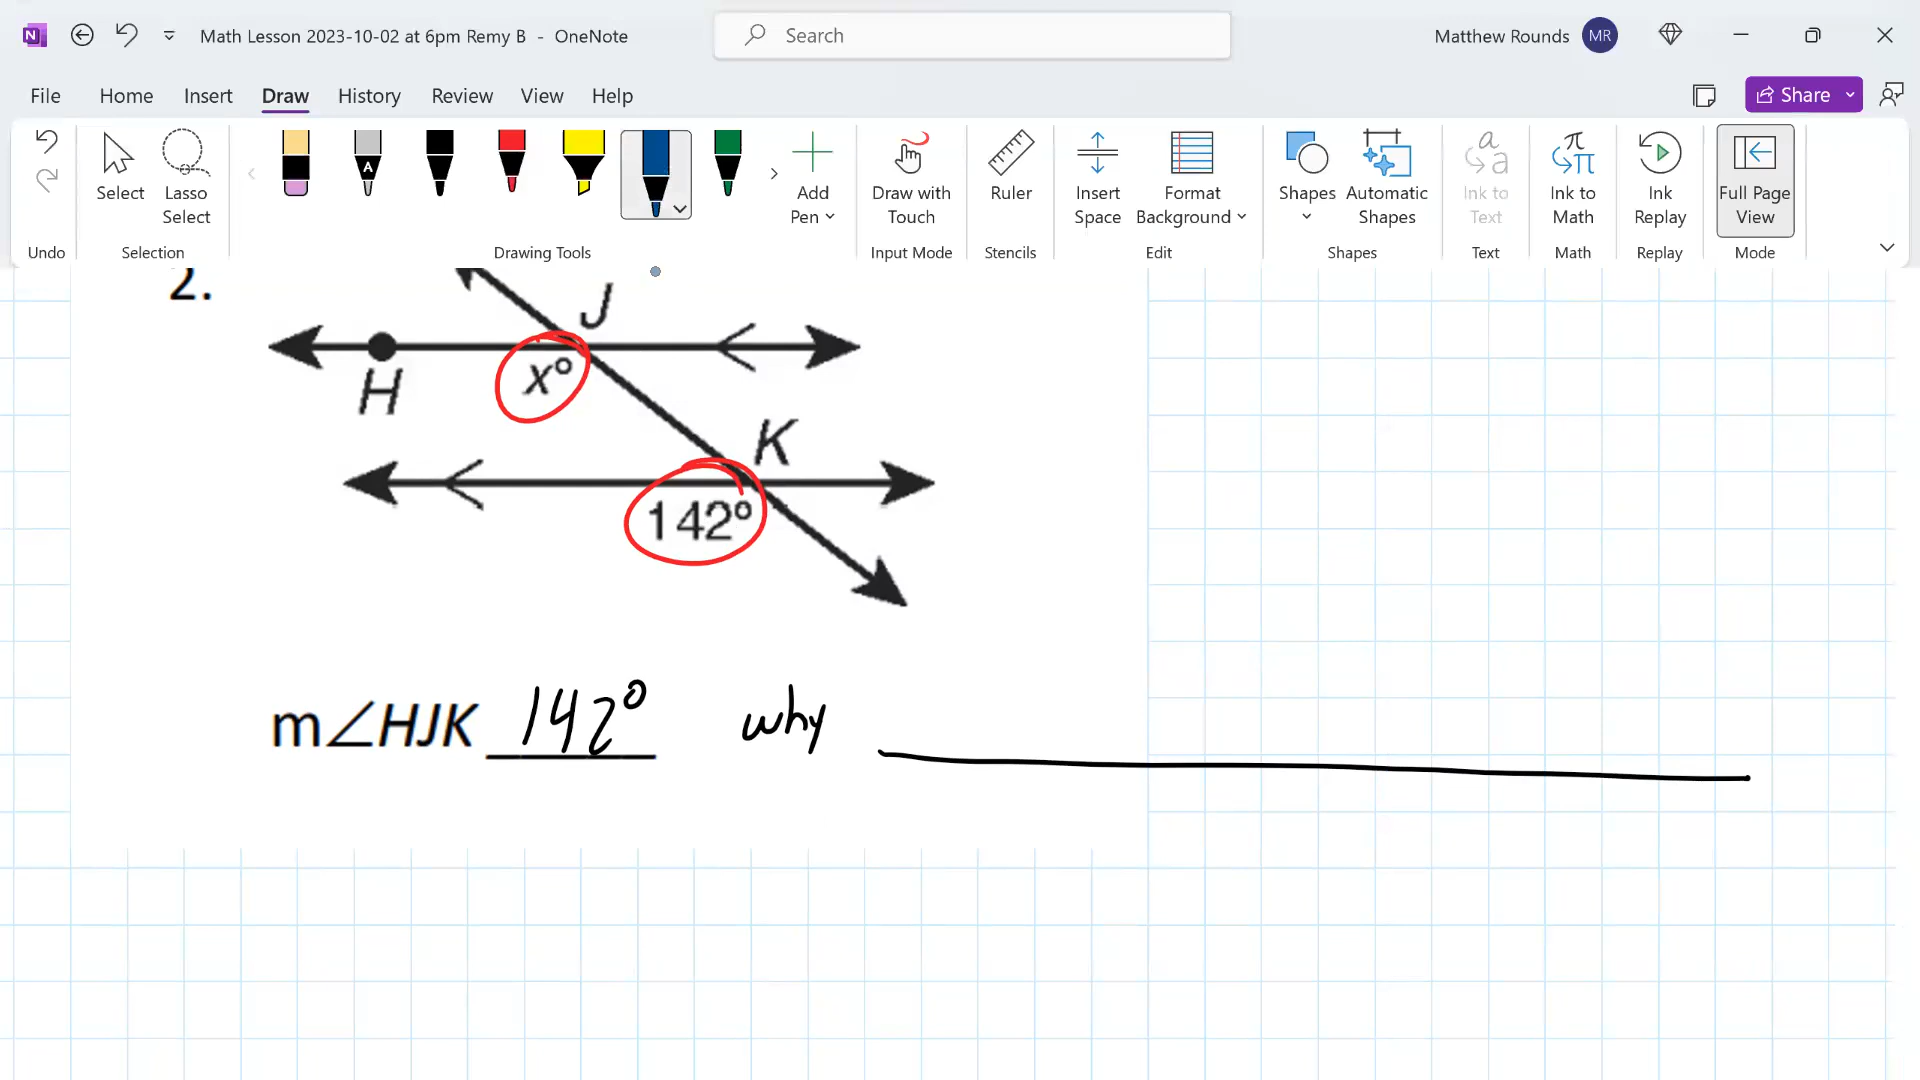 Math Lesson 2023-10-02 at 6pm Remy B - OneNote
Search
Matthew Rounds
MR
File Home Insert Draw History Review View Help
Share
Select
Lasso Select
A
Add Pen
Draw with Touch
Ruler
Insert Space
Format Background
Shapes
Automatic Shapes
a
a
Ink to Text
π
π
Ink to Math
Ink Replay
Full Page View
Undo
Selection
Drawing Tools
Input Mode
Stencils
Edit
Shapes
Text
Math
Replay
Mode
2.
J
x°
H
K
142°
m∠HJK 142° why